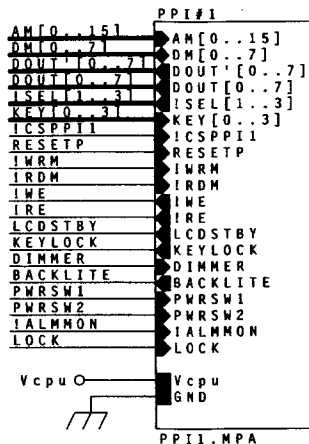 PPI#1
AM[0..15] AM[0..15]
DM[0..7] DM[0..7]
DOUT'[0..7] DOUT'[0..7]
DOUT[0..7] DOUT[0..7]
!SEL[1..3] !SEL[1..3]
KEY[0..3] KEY[0..3]
!CSPPI1 !CSPPI1
RESETP RESETP
!WRM !WRM
!RDM !RDM
!WE !WE
!RE !RE
LCDSTBY LCDSTBY
KEYLOCK KEYLOCK
DIMMER DIMMER
BACKLITE BACKLITE
PWRSW1 PWRSW1
PWRSW2 PWRSW2
!ALMMON !ALMMON
LOCK LOCK
Vcpu Vcpu
GND
PPI1.MPA